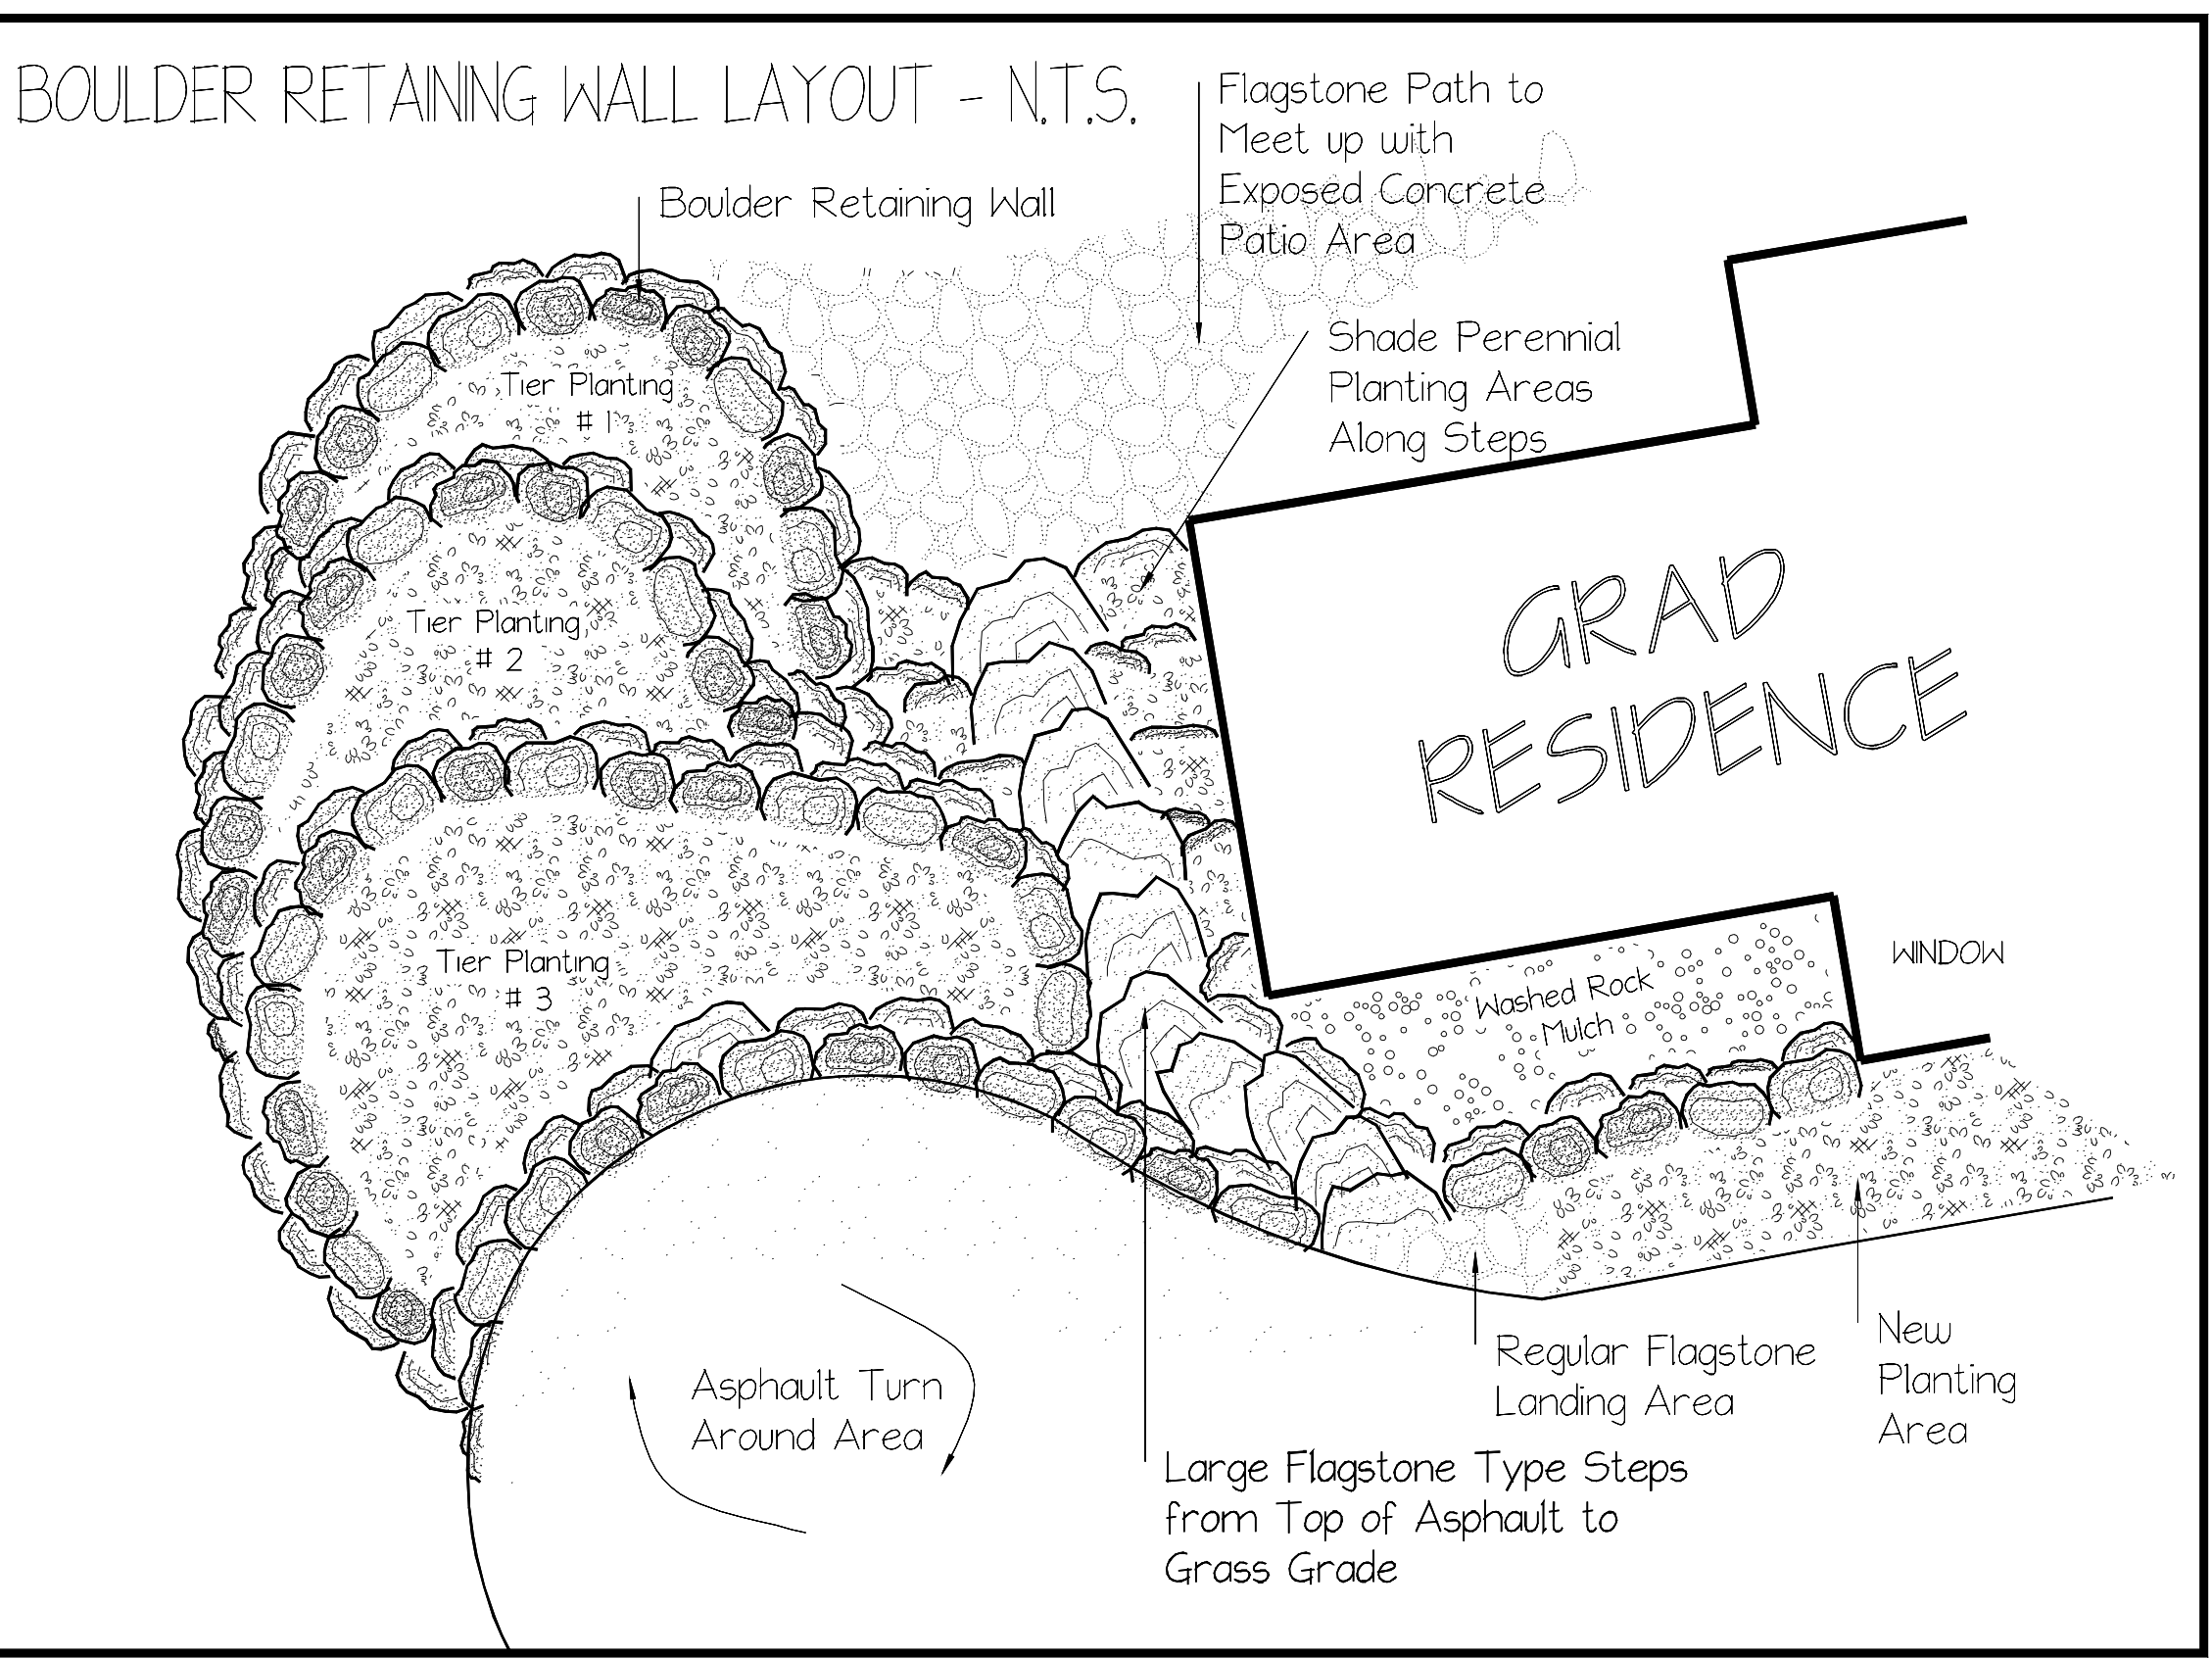 BOULDER RETAINING WALL LAYOUT - N.T.S.
Flagstone Path to
Meet up with
Exposed Concrete
Patio Area
Boulder Retaining Wall
Shade Perennial
Planting Areas
Along Steps
Tier Planting
# 1
Tier Planting
# 2
GRAD
RESIDENCE
Tier Planting
# 3
WINDOW
Washed Rock
Mulch
Asphault Turn
Around Area
Regular Flagstone
Landing Area
New
Planting
Area
Large Flagstone Type Steps
from Top of Asphault to
Grass Grade